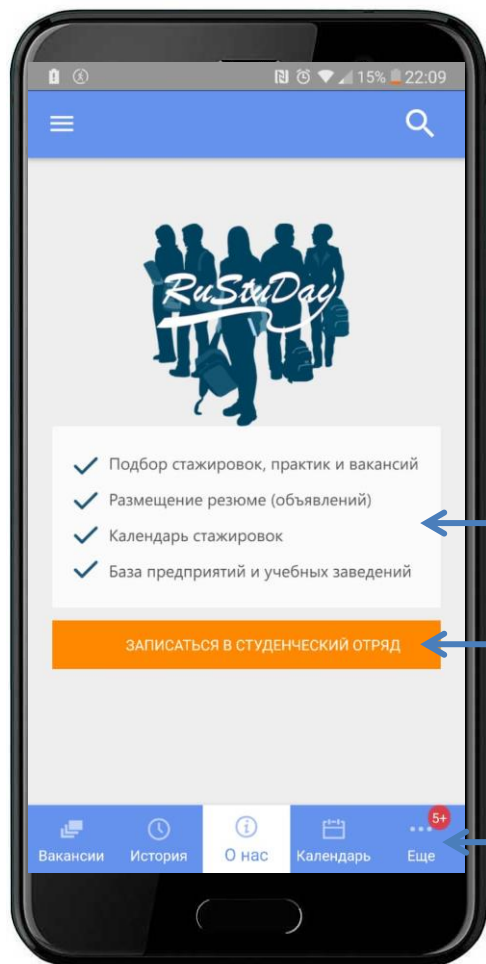 15% 22:09
RuStuDay
Подбор стажировок, практик и вакансий
Размещение резюме (объявлений)
Календарь стажировок
База предприятий и учебных заведений
ЗАПИСАТЬСЯ В СТУДЕНЧЕСКИЙ ОТРЯД
5+
Вакансии История О нас Календарь Еще